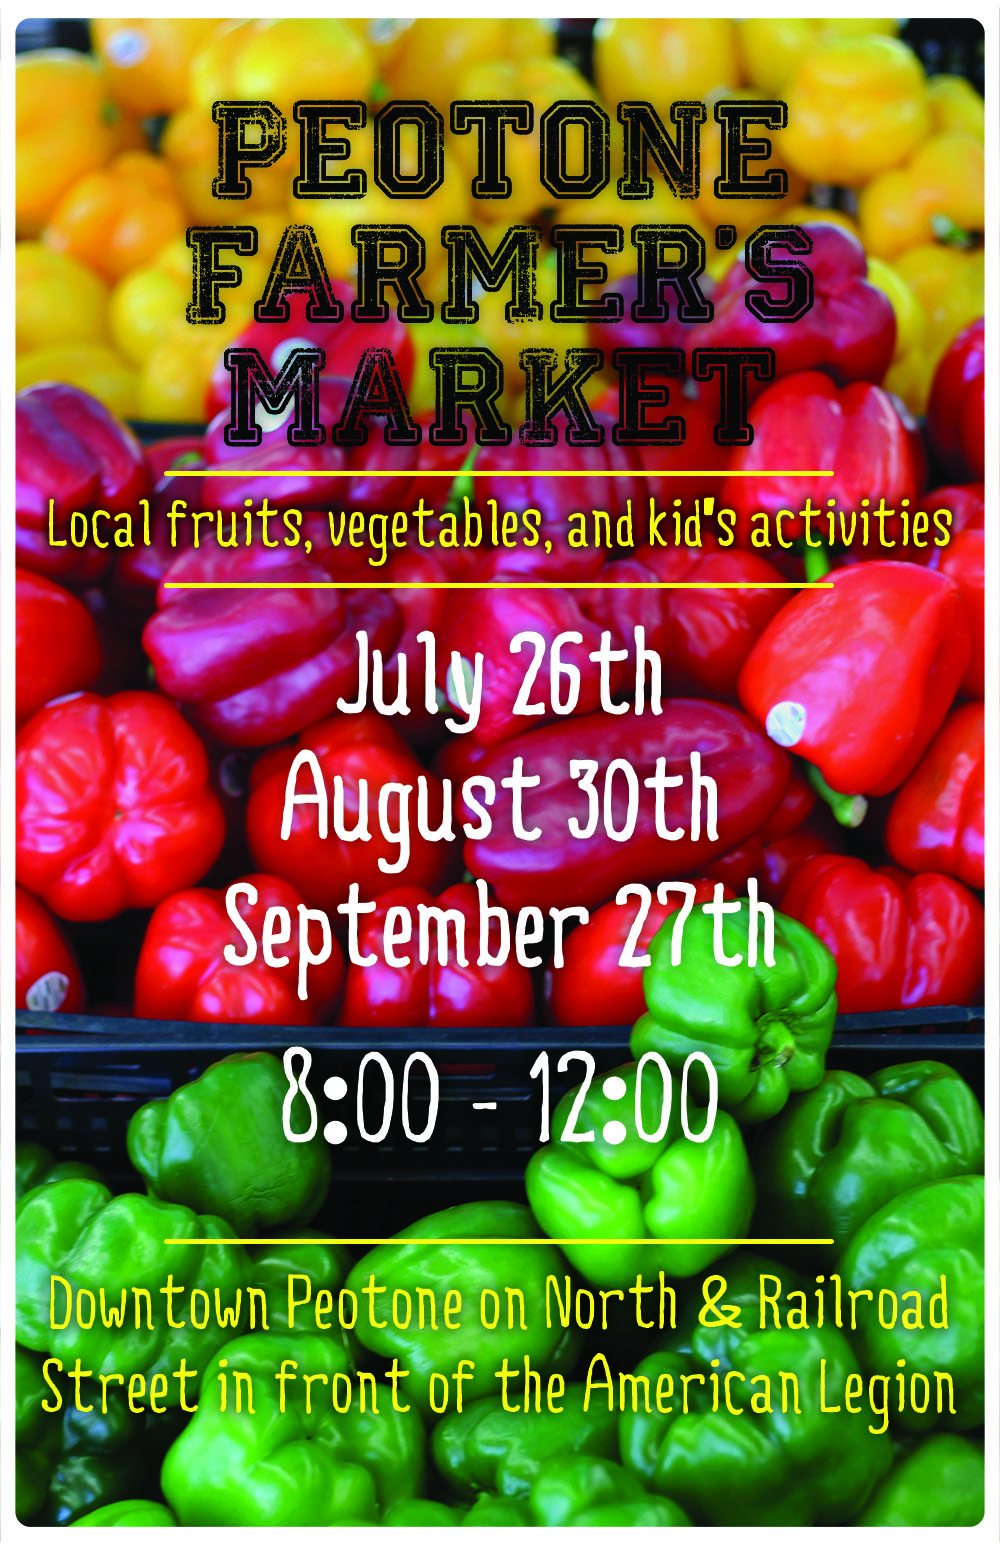 PEOTONE
FARMER'S
MARKET
Local fruits, vegetables, and kid"s activities
July 26th
August 30th
September 27th
8:00 - 12:00
Downtown Peotone on North & Railroad
Street in front of the American Legion